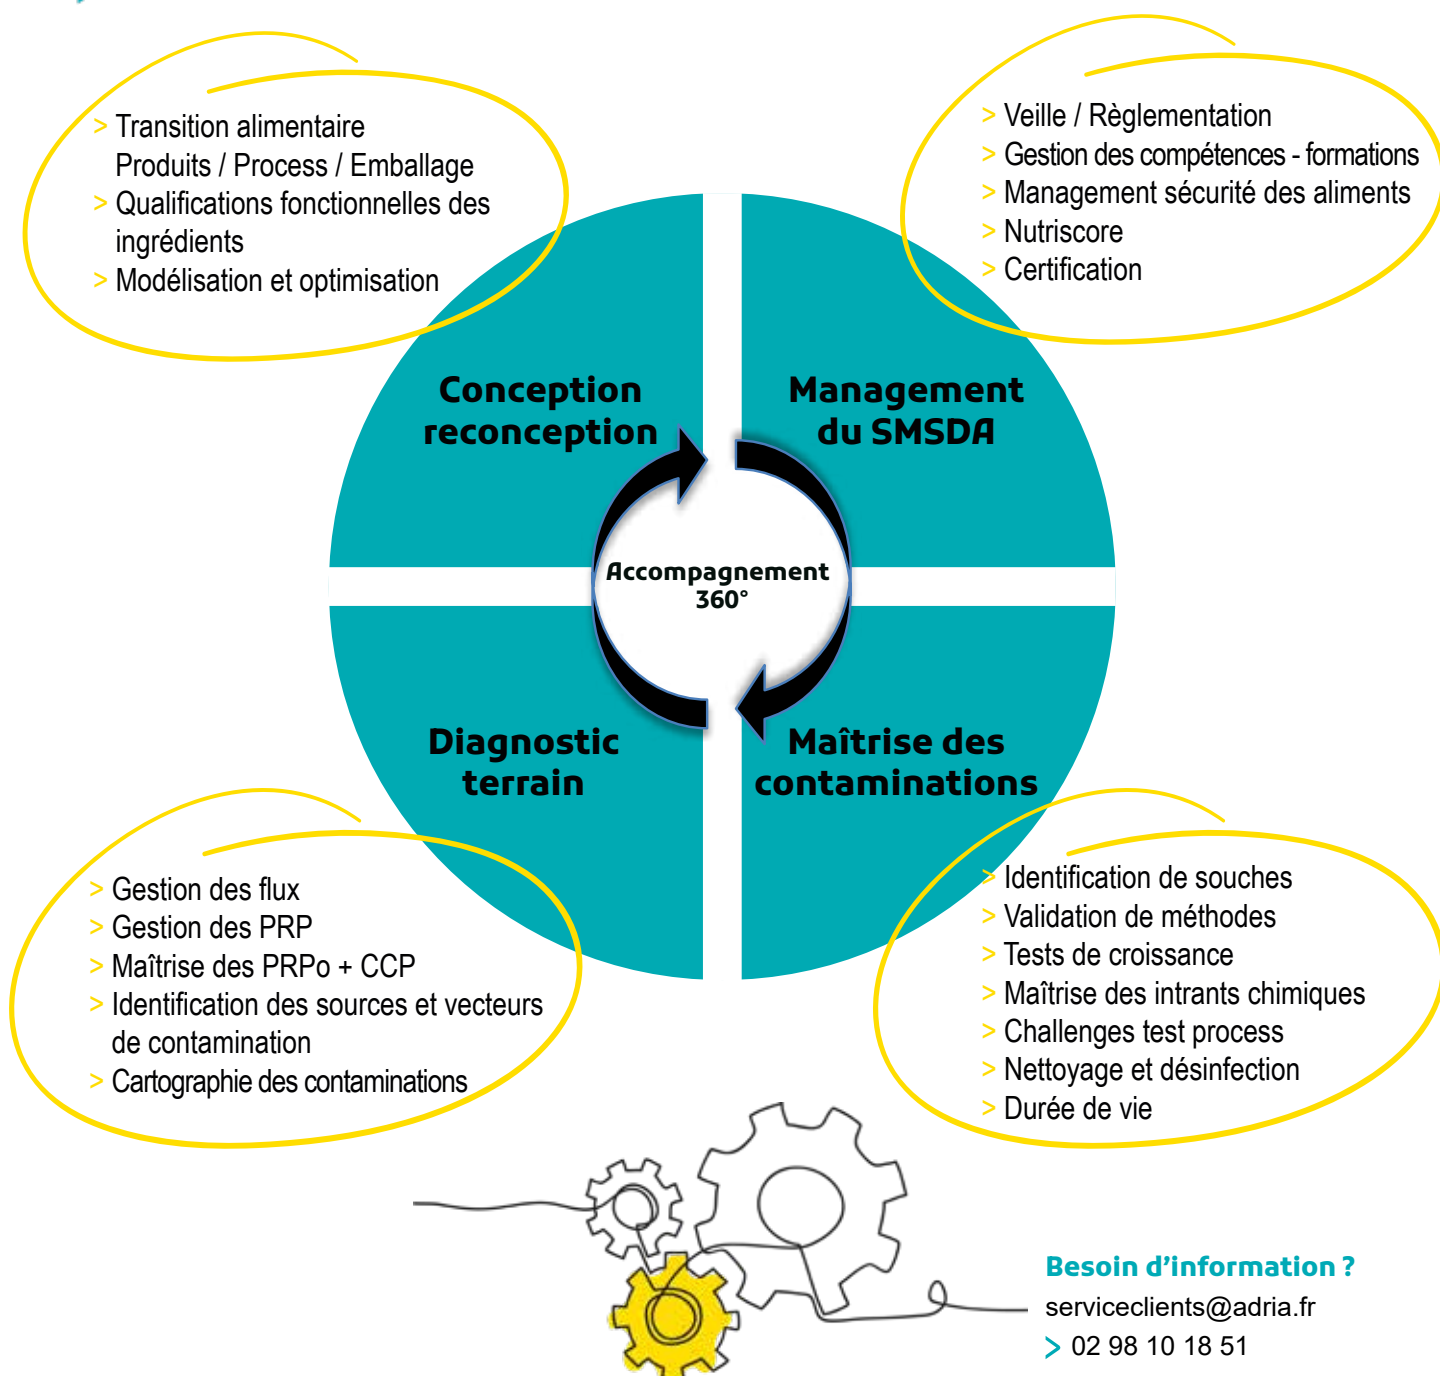 > Transition alimentaire
Produits / Process / Emballage
> Qualifications fonctionnelles des
ingrédients
> Modélisation et optimisation
> Veille / Règlementation
> Gestion des compétences - formations
> Management sécurité des aliments
> Nutriscore
> Certification
Conception
reconception
Management
du SMSDA
Accompagnement
360°
Diagnostic
terrain
Maîtrise des
contaminations
> Gestion des flux
> Gestion des PRP
> Maîtrise des PRPo + CCP
> Identification des sources et vecteurs
de contamination
> Cartographie des contaminations
> Identification de souches
> Validation de méthodes
> Tests de croissance
> Maîtrise des intrants chimiques
> Challenges test process
> Nettoyage et désinfection
> Durée de vie
Besoin d'information ?
serviceclients@adria.fr
> 02 98 10 18 51